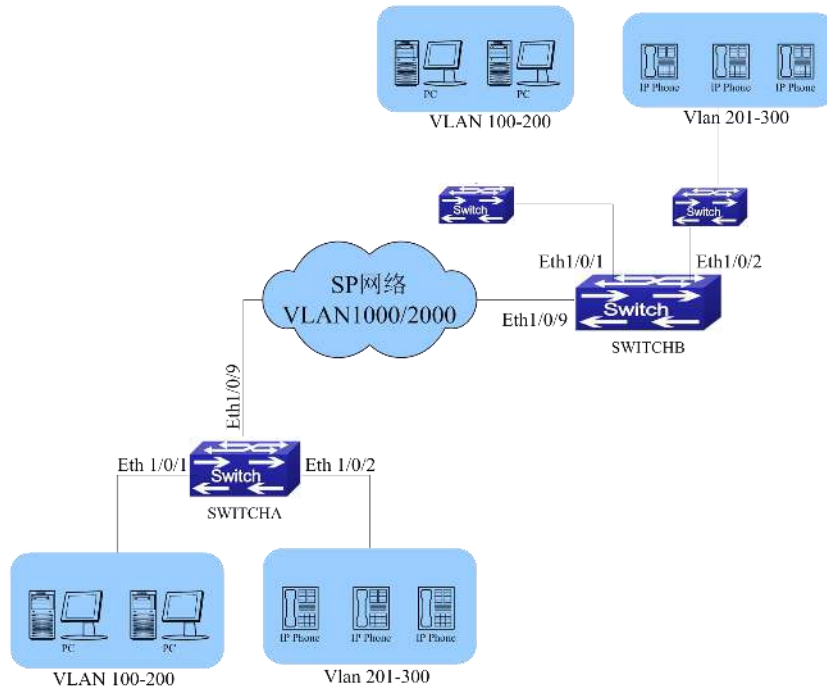 PC
PC
VLAN 100-200
IP Phone
IP Phone
IP Phone
Vlan 201-300
Switch
Switch
Eth1/0/1
Eth1/0/2
SP网络
VLAN1000/2000
Eth1/0/9
Switch
SWITCHB
Eth1/0/9
Eth 1/0/1
Eth 1/0/2
Switch
SWITCHA
PC
PC
VLAN 100-200
IP Phone
IP Phone
IP Phone
Vlan 201-300